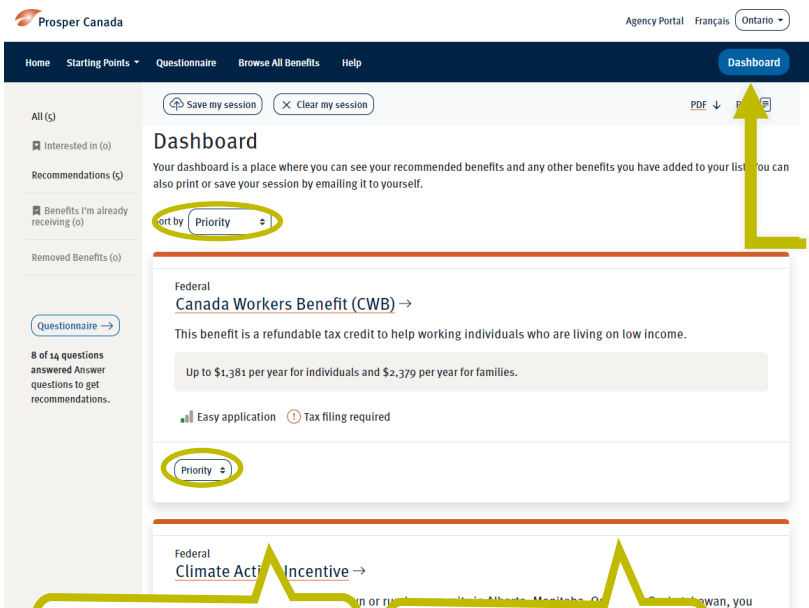 Prosper Canada
Agency Portal Français Ontario
Home Starting Points Questionnaire Browse All Benefits Help Dashboard
Save my session Clear my session PDF
All (5)
Interested in (0)
Recommendations (5)
Benefits I'm already
receiving (0)
Removed Benefits (0)
Questionnaire →
8 of 14 questions
answered Answer
questions to get
recommendations.
Dashboard
Your dashboard is a place where you can see your recommended benefits and any other benefits you have added to your list. You can
also print or save your session by emailing it to yourself.
Sort by Priority
Federal
Canada Workers Benefit (CWB) →
This benefit is a refundable tax credit to help working individuals who are living on low income.
Up to $1,381 per year for individuals and $2,379 per year for families.
Easy application Tax filing required
Priority
Federal
Climate Action Incentive →
or Alberta, Manitoba, you